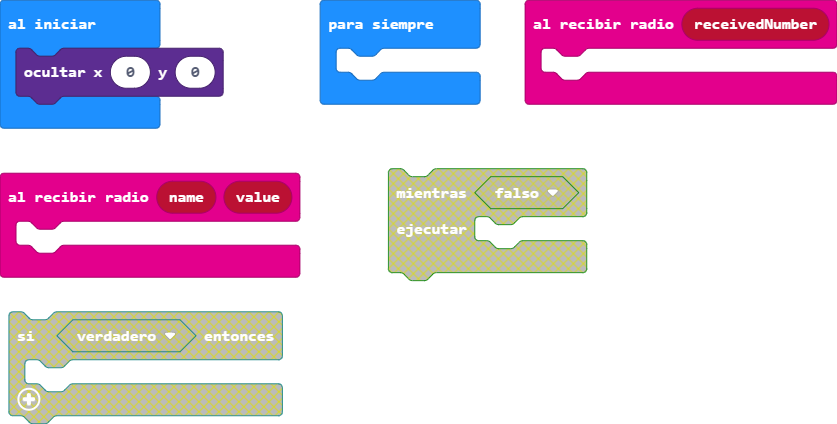 al iniciar
ocultar x 0 y 0
para siempre
al recibir radio receivedNumber
al recibir radio name value
mientras falso
ejecutar
si verdadero entonces